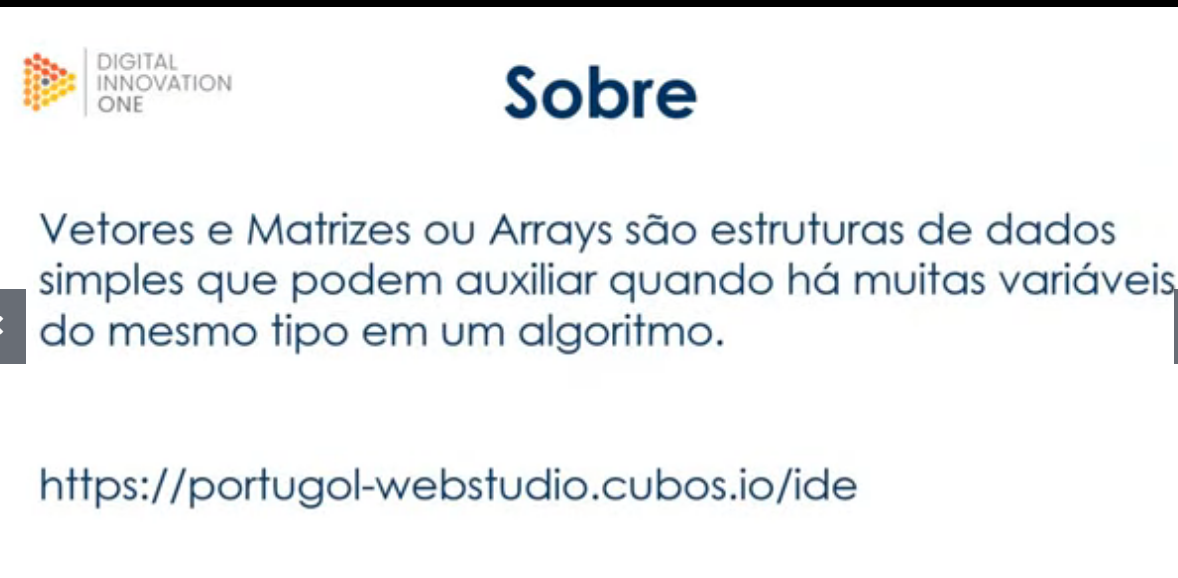 DIGITAL
INNOVATION
ONE
Sobre
Vetores e Matrizes ou Arrays são estruturas de dados
simples que podem auxiliar quando há muitas variáveis
do mesmo tipo em um algoritmo.
https://portugol-webstudio.cubos.io/ide